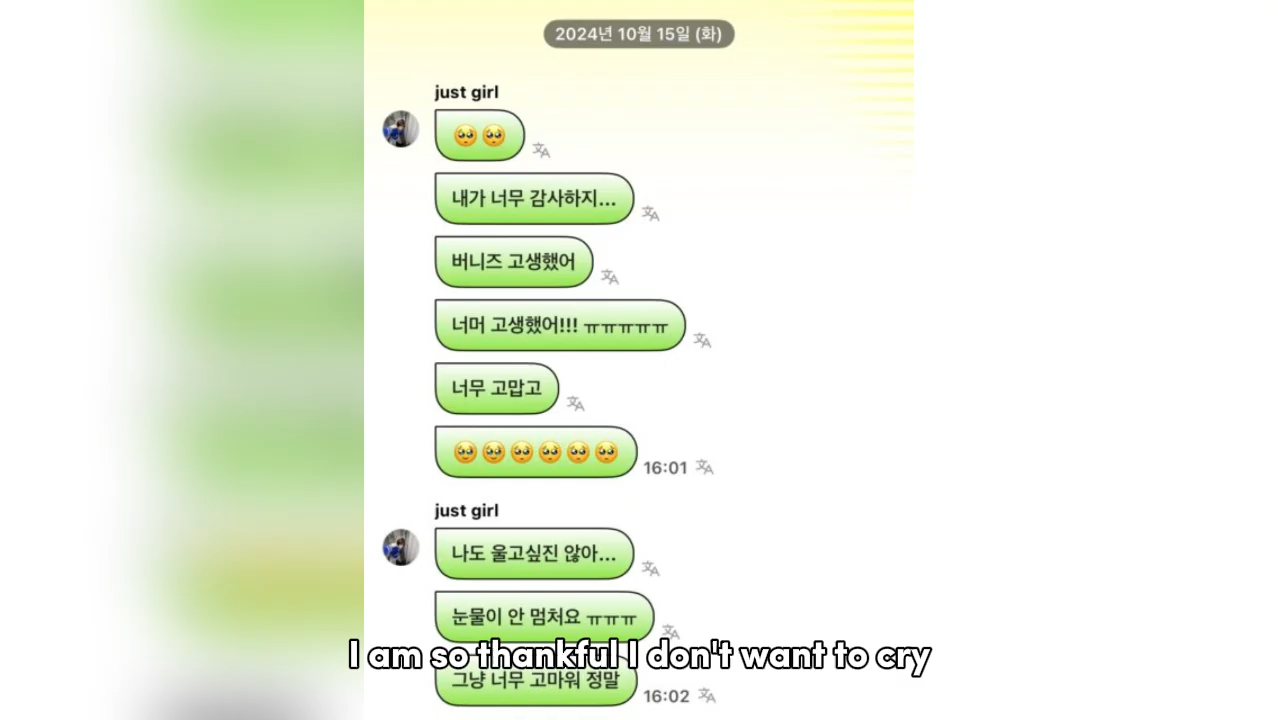 2024년 10월 15일 (화)
just girl
🥺🥺
내가 너무 감사하지...
버니즈 고생했어
너머 고생했어!!! ㅠㅠㅠㅠㅠ
너무 고맙고
🥹🥹🥺🥺🥺🥺
16:01
just girl
나도 울고싶진 않아...
눈물이 안 멈처요 ㅠㅠㅠ
I am so thankful I don't want to cry
그냥 너무 고마워 정말
16:02